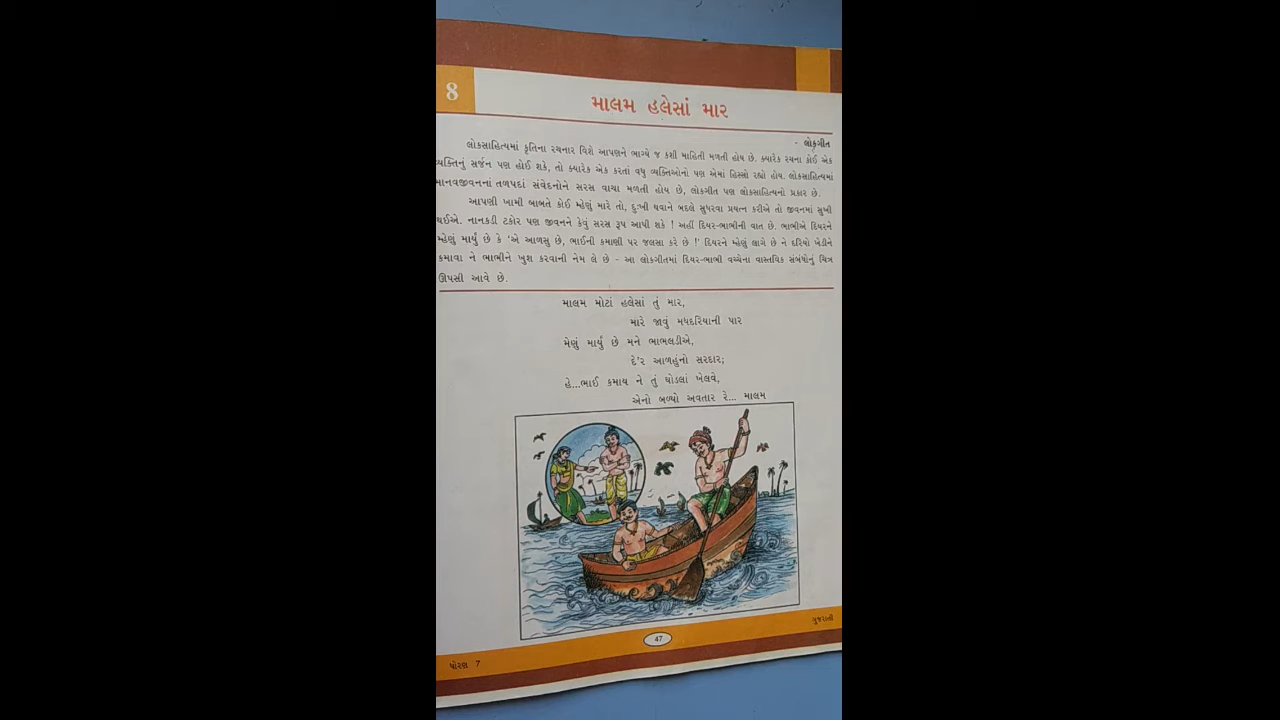 8
માલમ હલેસાં માર
- લોકગીત
લોકસાહિત્યમાં કૃતિના રચનાર વિશે આપણને ભાગ્યે જ કશી માહિતી મળતી હોય છે. ક્યારેક રચના કોઈ એક
વ્યક્તિનું સર્જન પણ હોઈ શકે, તો ક્યારેક એક કરતાં વધુ વ્યક્તિઓનો પણ એમાં હિસ્સો રહ્યો હોય. લોકસાહિત્યમાં
માનવજીવનનાં તળપદાં સંવેદનોને સરસ વાચા મળતી હોય છે, લોકગીત પણ લોકસાહિત્યનો પ્રકાર છે.
આપણી ખામી બાબતે કોઈ મ્હેણું મારે તો, દુઃખી થવાને બદલે સુધરવા પ્રયત્ન કરીએ તો જીવનમાં સુખી
થઈએ. નાનકડી ટકોર પણ જીવનને કેવું સરસ રૂપ આપી શકે ! અહીં દિયર-ભાભીની વાત છે. ભાભીએ દિયરને
મ્હેણું માર્યું છે કે 'એ આળસુ છે, ભાઈની કમાણી પર જલસા કરે છે !' દિયરને મ્હેણું લાગે છે ને દરિયો ખેડીને
કમાવા ને ભાભીને ખુશ કરવાની નેમ લે છે - આ લોકગીતમાં દિયર-ભાભી વચ્ચેના વાસ્તવિક સંબંધોનું ચિત્ર
ઊપસી આવે છે.
માલમ મોટાં હલેસાં તું માર,
મારે જાવું મધદરિયાની પાર
મેણું માર્યું છે મને ભાભલડીએ,
દે'ર આળહુંનો સરદાર;
હે...ભાઈ કમાય ને તું ઘોડલાં ખેલવે,
એનો બળ્યો અવતાર રે... માલમ
47
ગુજરાતી
ધોરણ 7